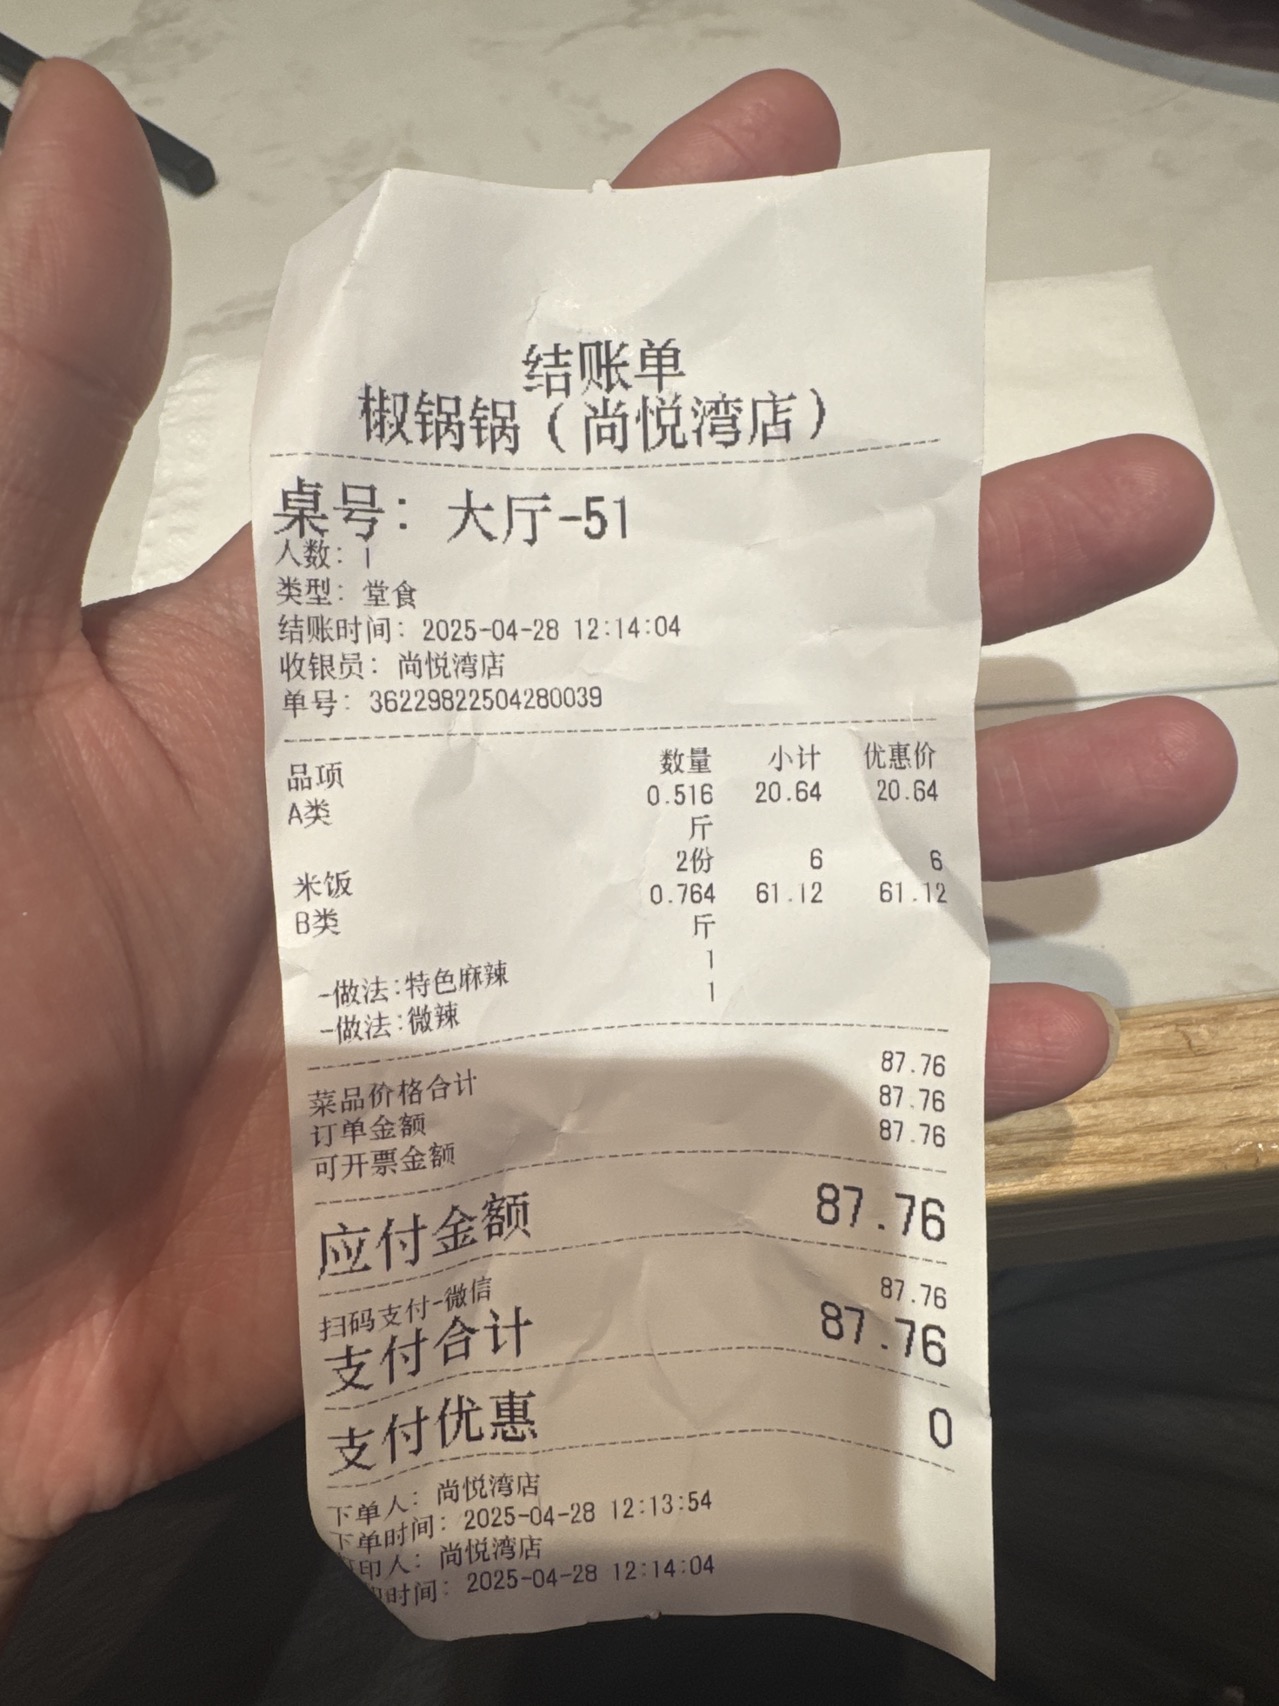 结账单
椒锅锅（尚悦湾店）
桌号：大厅-51
人数：1
类型：堂食
结账时间：2025-04-28 12:14:04
收银员：尚悦湾店
单号：36229822504280039
品项 数量 小计 优惠价
A类 0.516 20.64 20.64
斤
米饭 2份 6 6
B类 0.764 61.12 61.12
斤
-做法:特色麻辣 1
-做法:微辣 1
菜品价格合计 87.76
订单金额 87.76
可开票金额 87.76
应付金额 87.76
扫码支付-微信 87.76
支付合计 87.76
支付优惠 0
下单人：尚悦湾店
下单时间：2025-04-28 12:13:54
印人：尚悦湾店
时间：2025-04-28 12:14:04